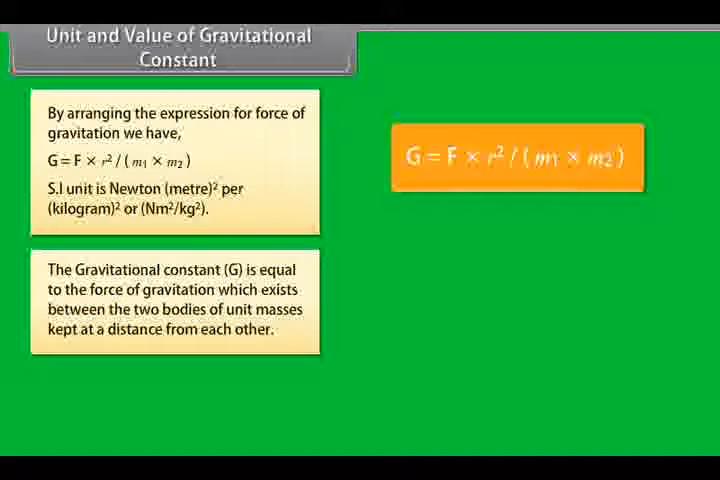 Unit and Value of Gravitational
Constant
By arranging the expression for force of
gravitation we have,
G = F × r² / ( m₁ × m₂ )
S.I unit is Newton (metre)² per
(kilogram)² or (Nm²/kg²).
The Gravitational constant (G) is equal
to the force of gravitation which exists
between the two bodies of unit masses
kept at a distance from each other.
G = F × r² / ( m₁ × m₂ )